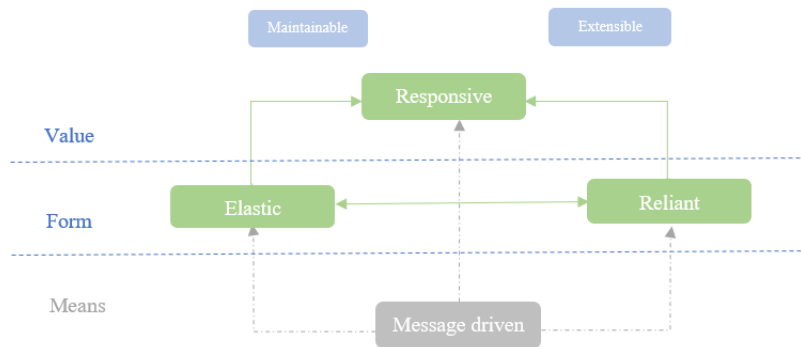 Maintainable
Extensible
Responsive
Value
Elastic
Reliant
Form
Means
Message driven